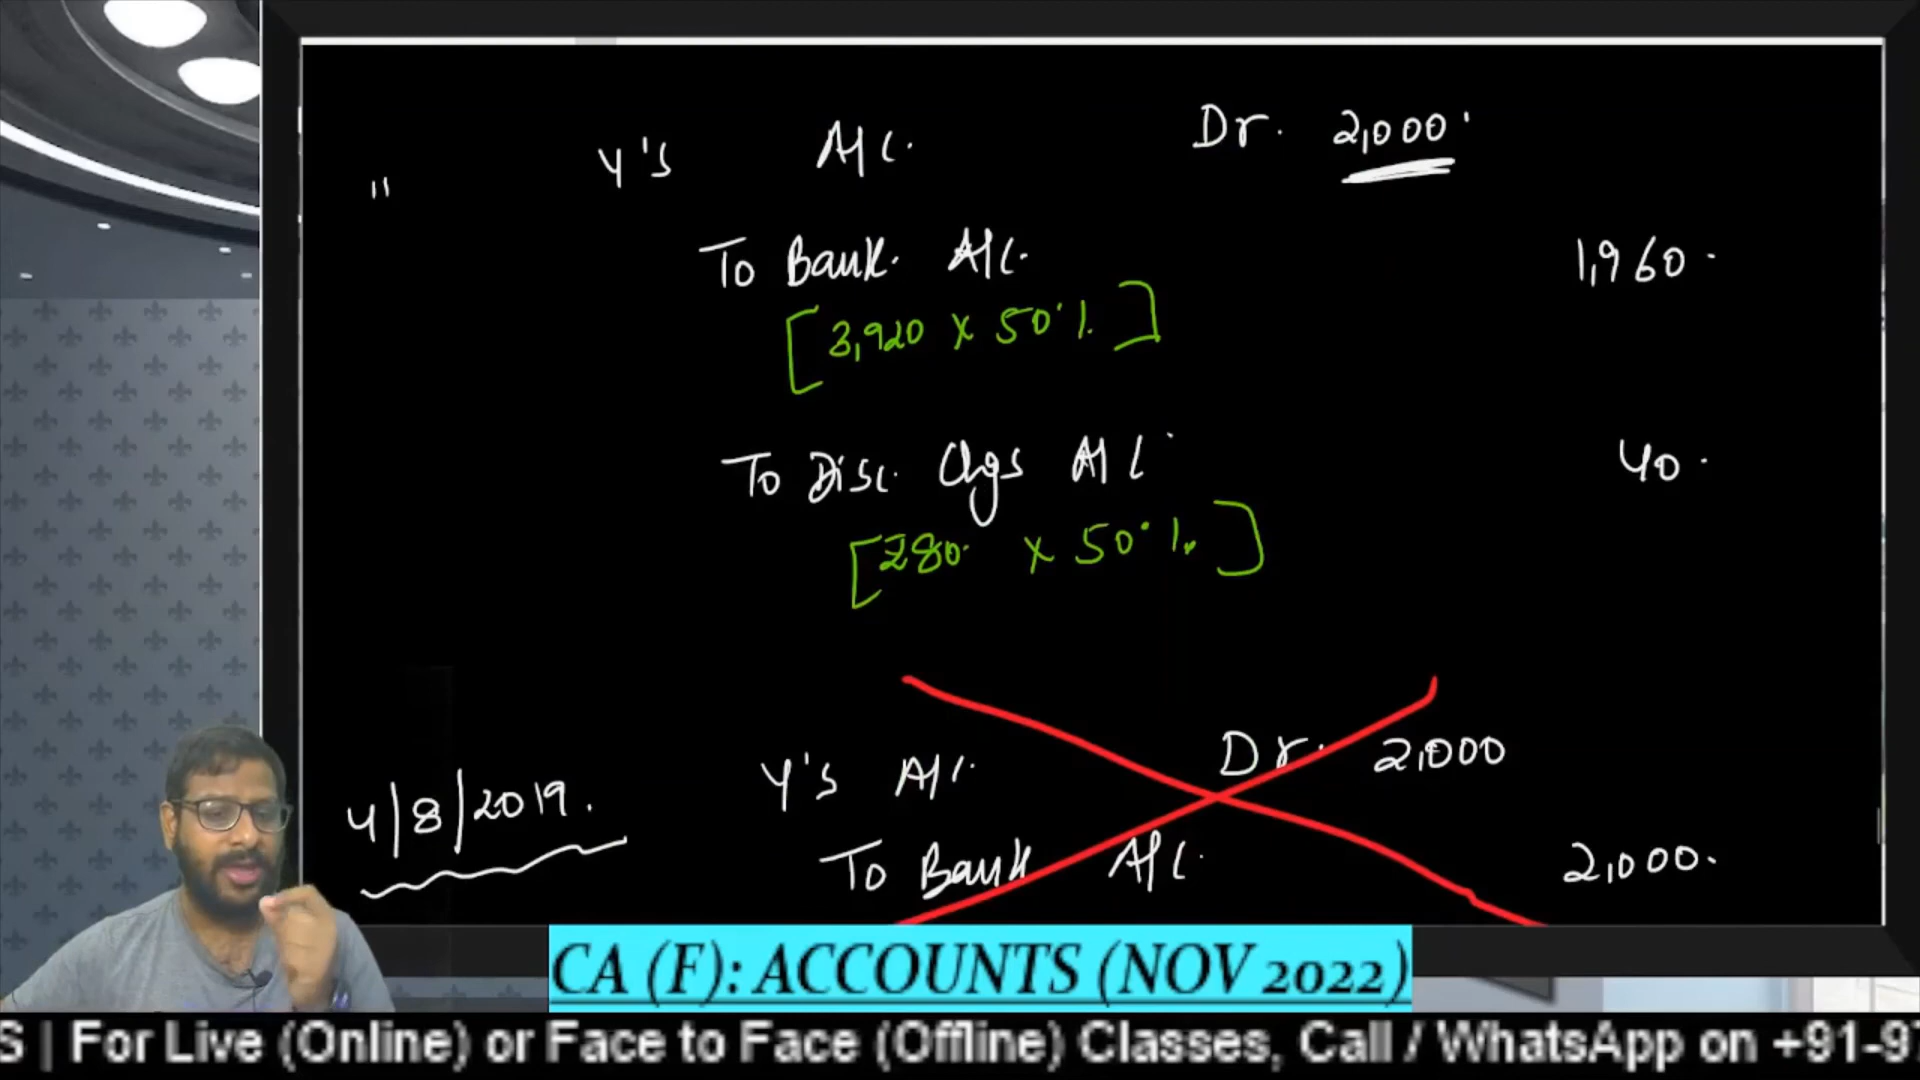 " Y's A/c. Dr. 2,000.
To Bank. A/c. 1,960.
[3,920 x 50%]
To Disc. Chgs A/c 40.
[₹80. x 50%]
Y's A/c. Dr. 2,000
4/8/2019.
To Bank A/c. 2,000.
CA (F): ACCOUNTS (NOV 2022)
S | For Live (Online) or Face to Face (Offline) Classes, Call / WhatsApp on +91-97